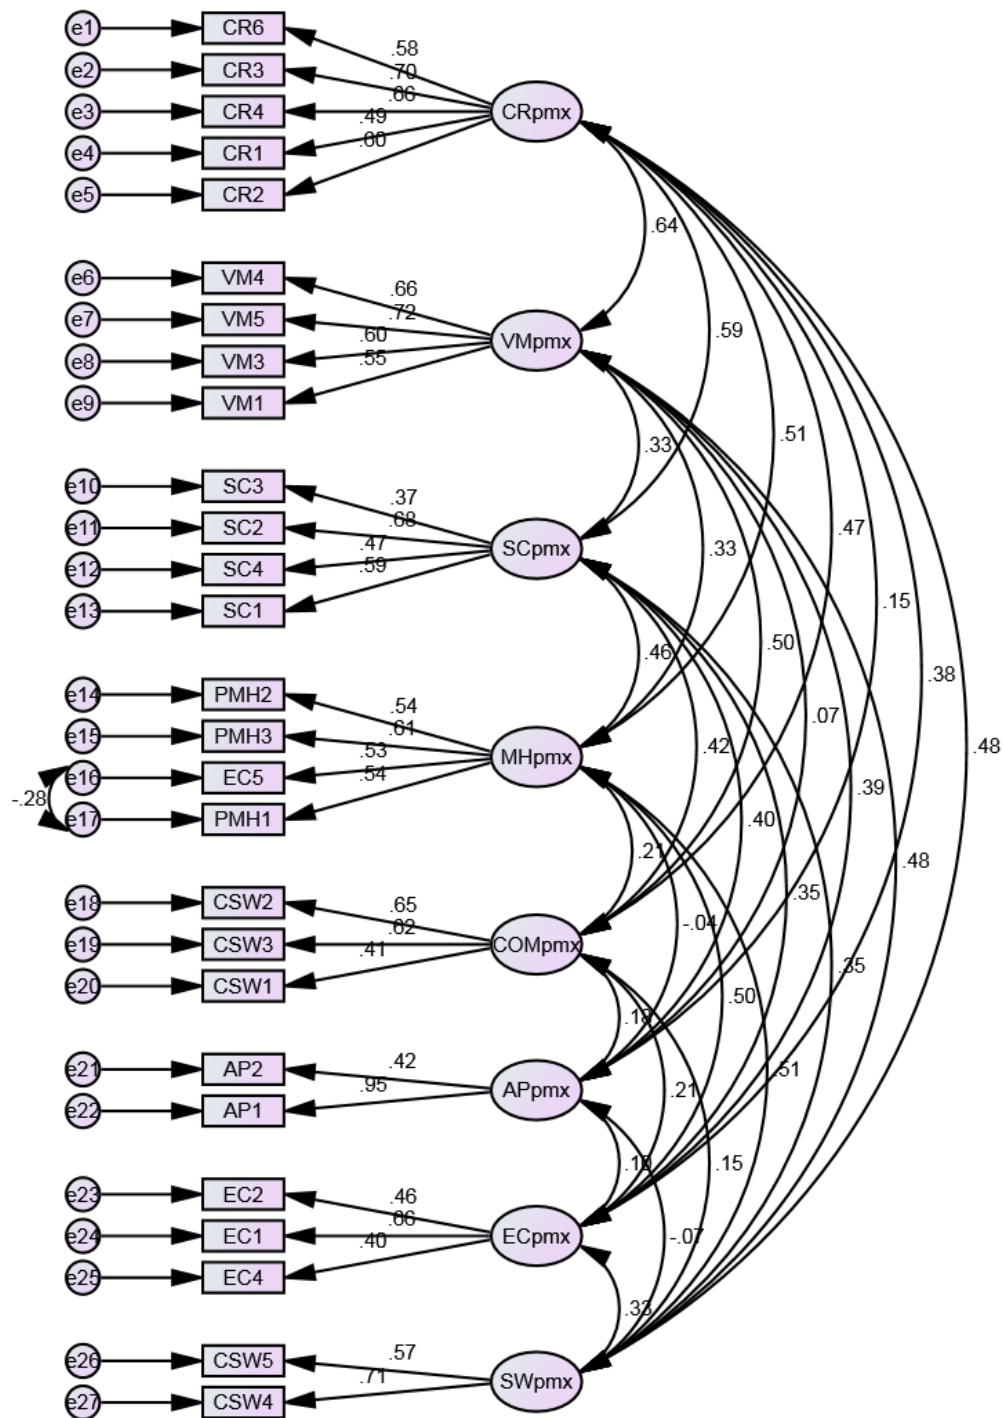 e1 CR6
.58
e2 CR3
.70
e3 CR4
.66
CRpmx
.49
e4 CR1
.60
e5 CR2
.64
e6 VM4
.66
e7 VM5
.72
.59
.60
VMpmx
e8 VM3
.55
e9 VM1
.51
.33
e10 SC3
.37
e11 SC2
.68
.47
.47
SCpmx
.33
e12 SC4
.59
e13 SC1
.15
.50
.46
.38
e14 PMH2
.54
.07
e15 PMH3
.61
.42
.48
.53
MHpmx
e16 EC5
.54
.39
-.28
e17 PMH1
.40
.21
.48
.35
e18 CSW2
.65
-.04
e19 CSW3
.62
COMpmx
.41
.35
e20 CSW1
.50
.18
e21 AP2
.42
.51
.95
APpmx
.21
e22 AP1
.10
.15
e23 EC2
.46
e24 EC1
.66
ECpmx
-.07
.40
e25 EC4
.33
e26 CSW5
.57
.71
SWpmx
e27 CSW4